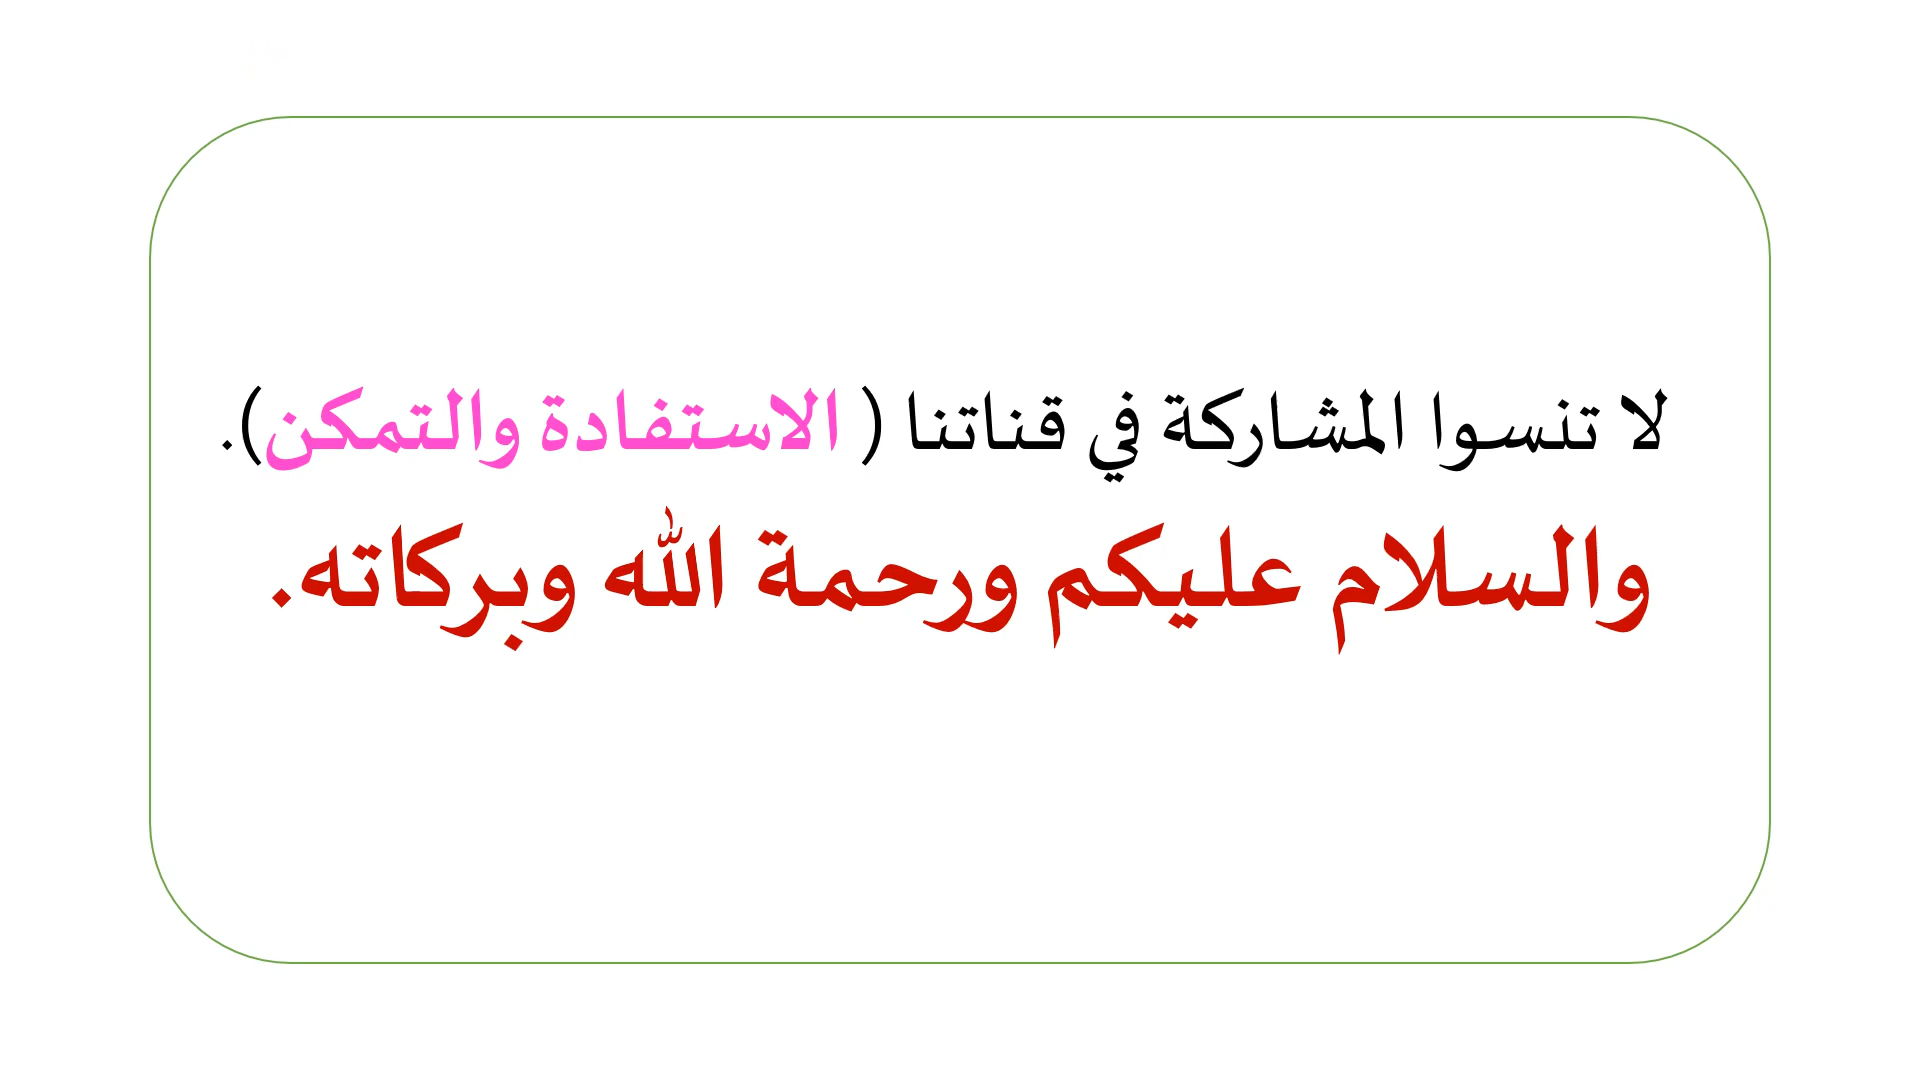 لا تنسوا المشاركة في قناتنا ( الاستفادة والتمكن).
والسلام عليكم ورحمة الله وبركاته.